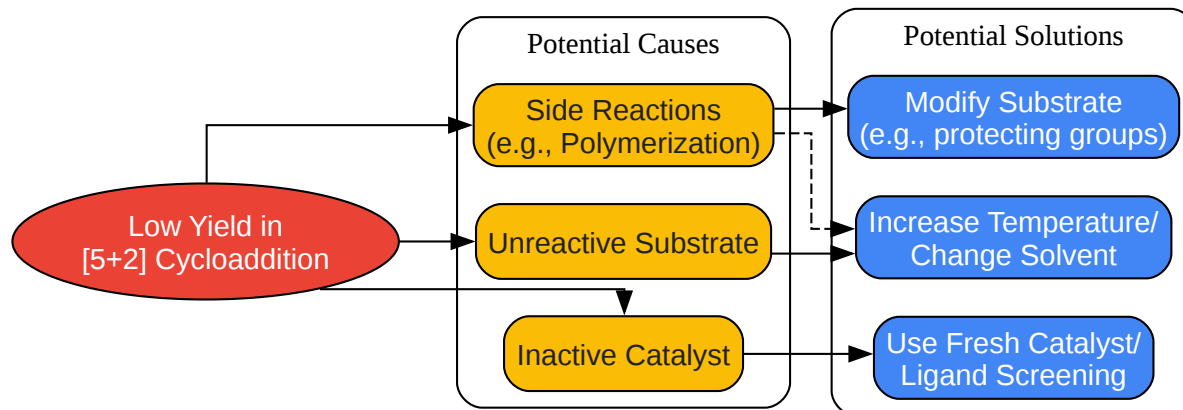 Potential Causes
Potential Solutions
Side Reactions
(e.g., Polymerization)
Modify Substrate
(e.g., protecting groups)
Low Yield in
[5+2] Cycloaddition
Unreactive Substrate
Increase Temperature/
Change Solvent
Inactive Catalyst
Use Fresh Catalyst/
Ligand Screening